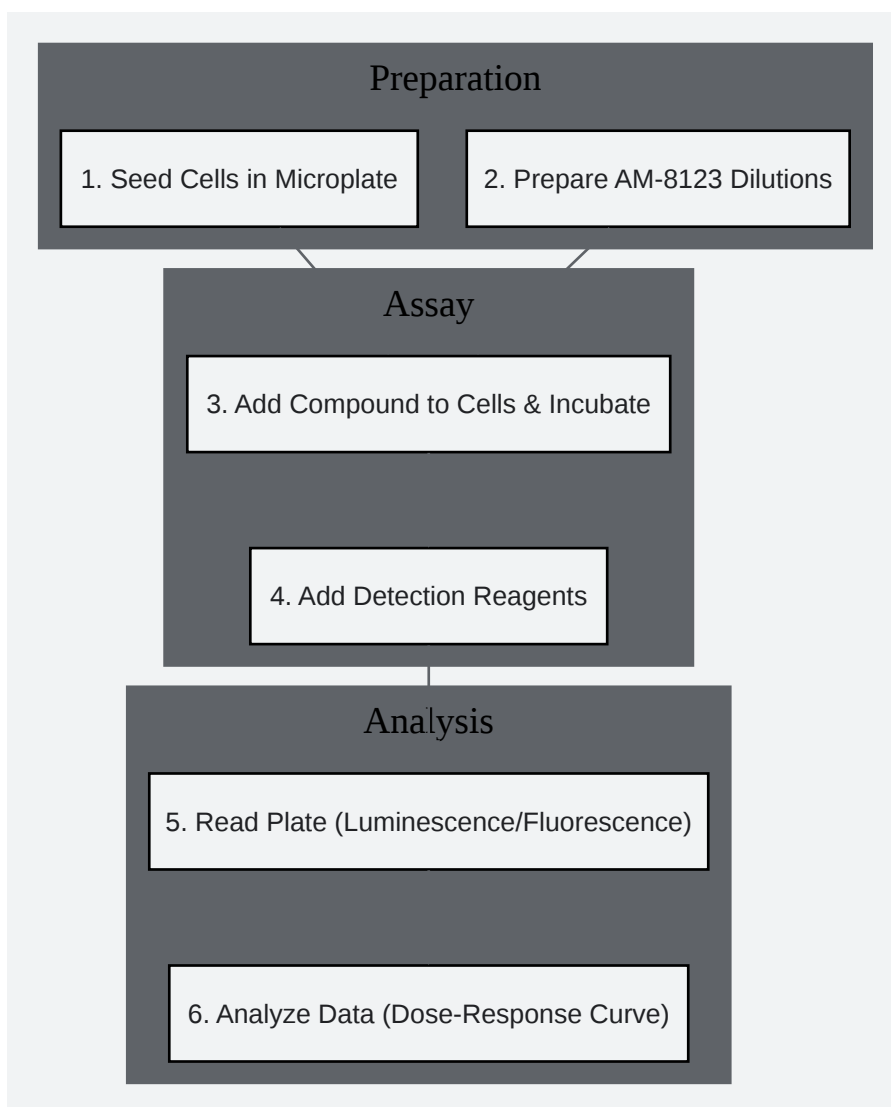 Preparation
1. Seed Cells in Microplate
2. Prepare AM-8123 Dilutions
Assay
3. Add Compound to Cells & Incubate
4. Add Detection Reagents
Analysis
5. Read Plate (Luminescence/Fluorescence)
6. Analyze Data (Dose-Response Curve)